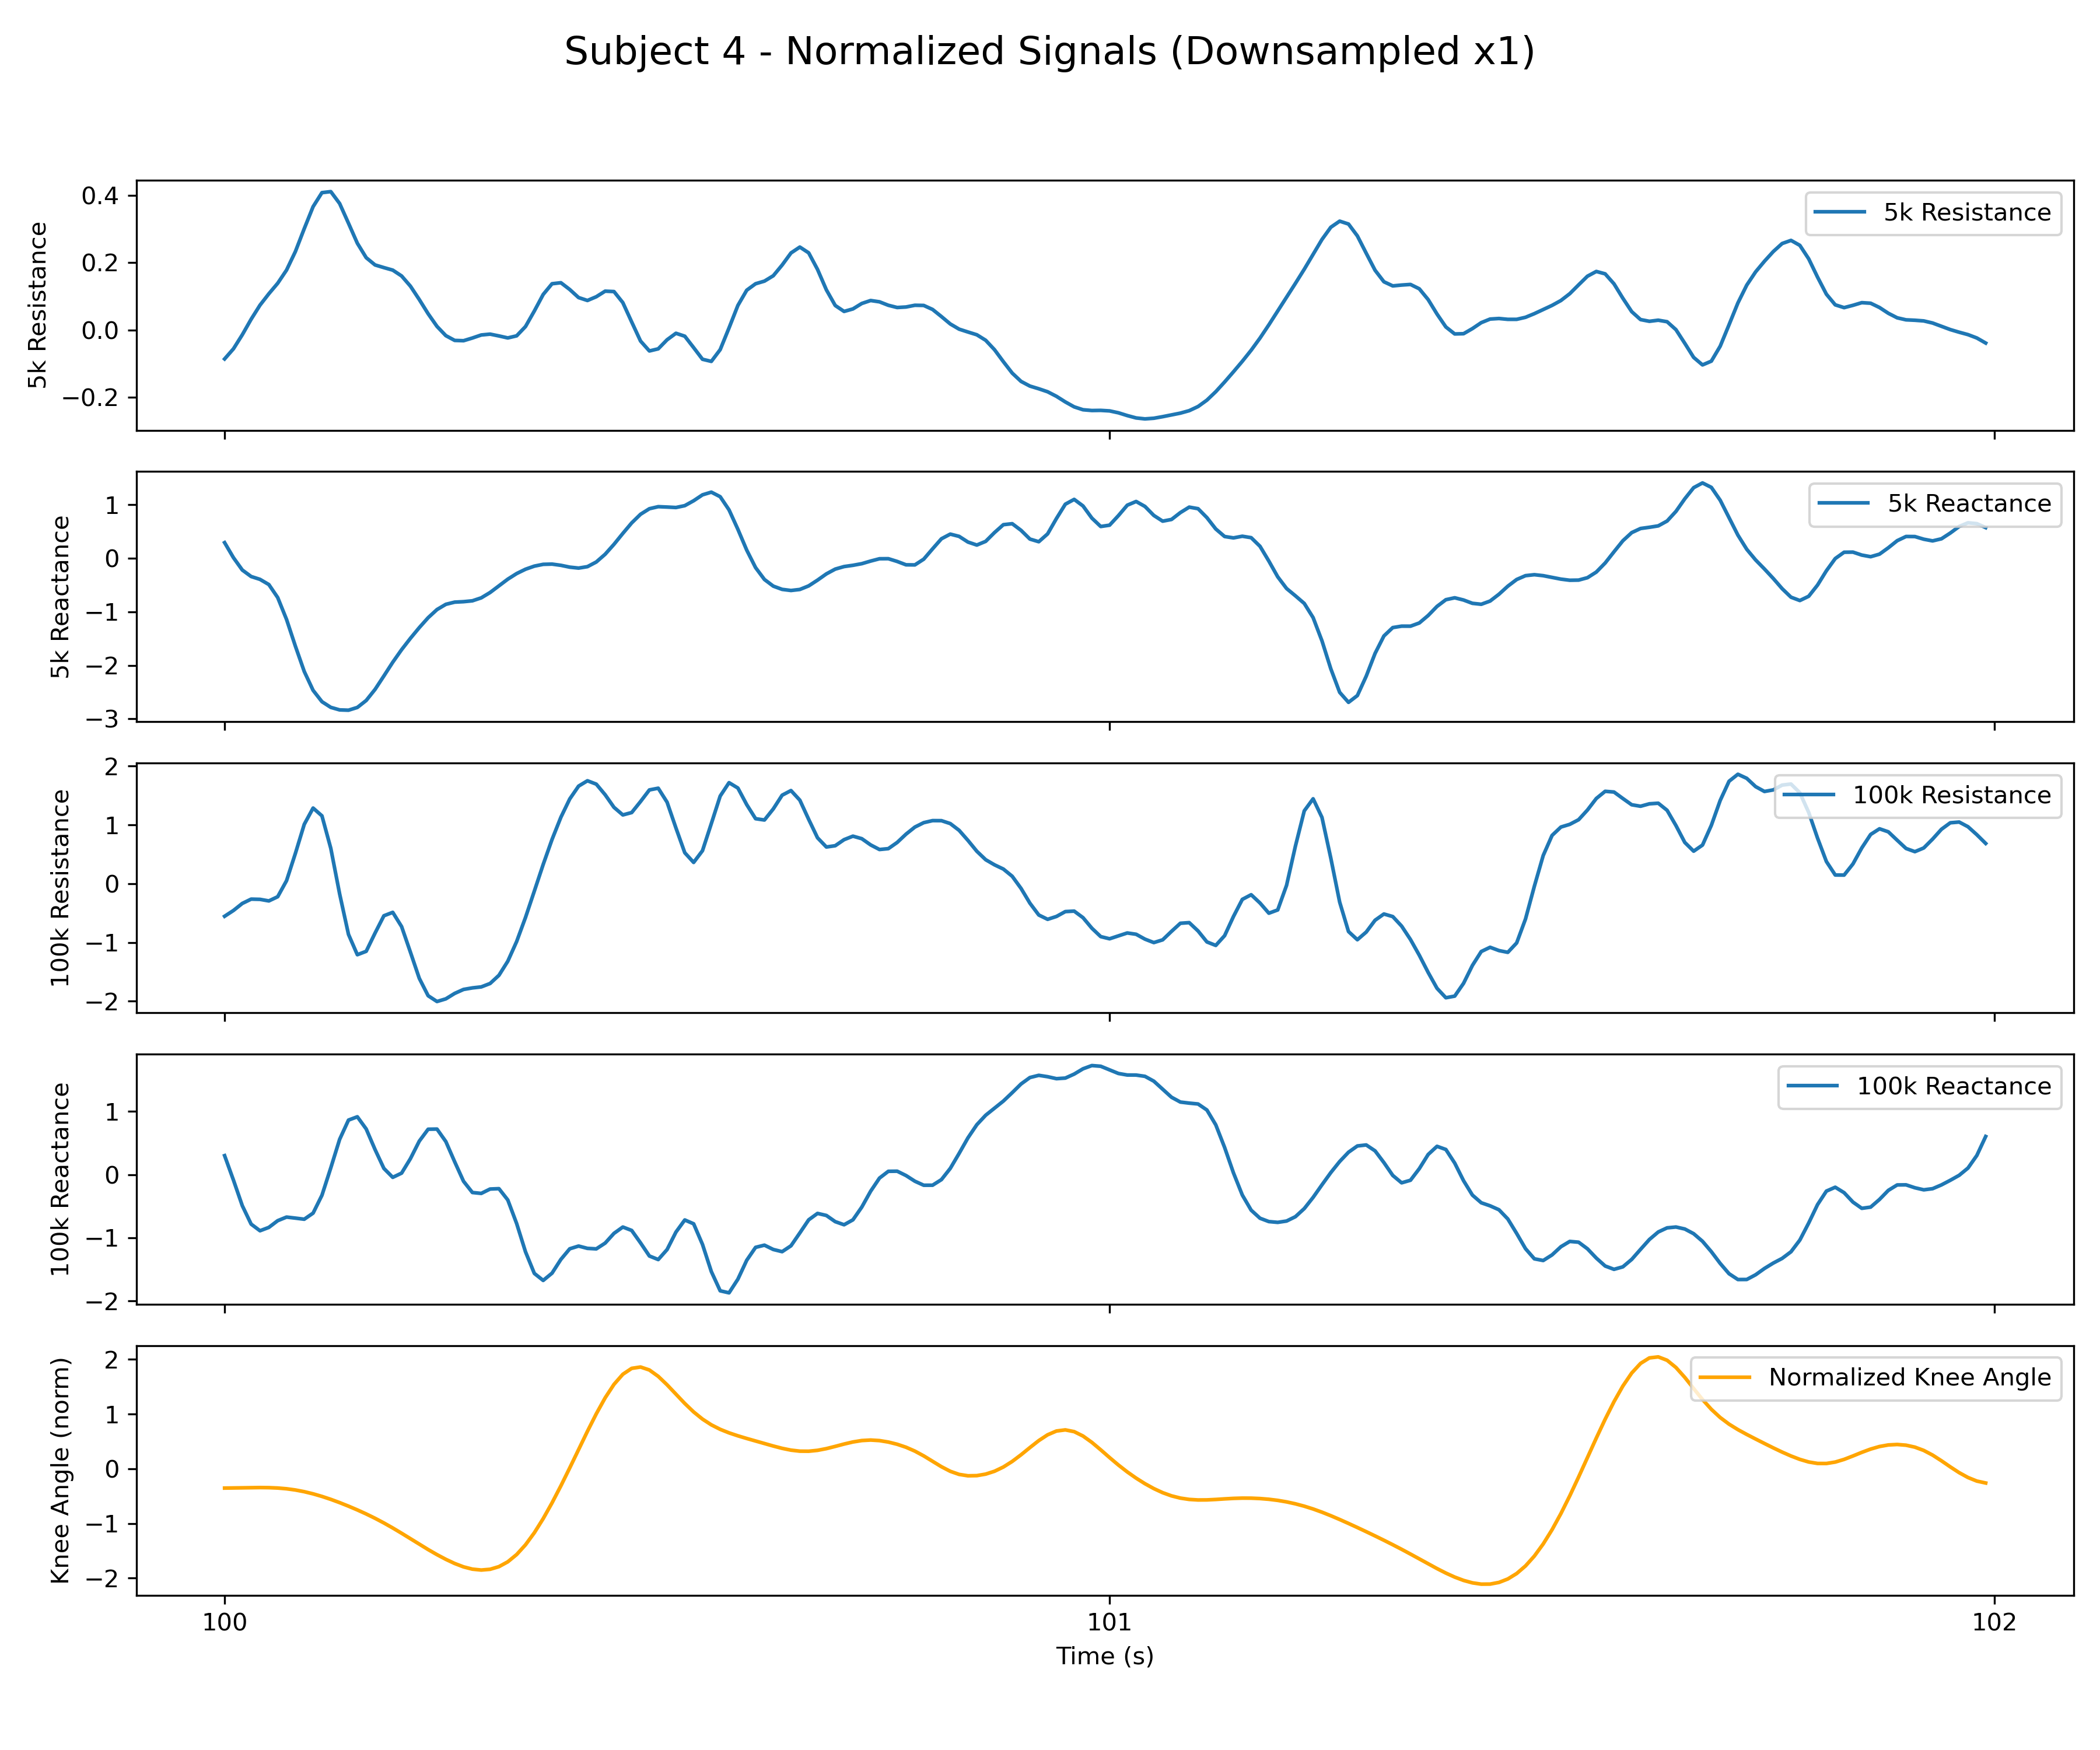 Subject 4 - Normalized Signals (Downsampled x1)
5k Resistance
0.4
0.2
0.0
−0.2
5k Resistance
5k Reactance
1
0
−1
−2
−3
5k Reactance
100k Resistance
2
1
0
−1
−2
100k Resistance
100k Reactance
1
0
−1
−2
100k Reactance
Knee Angle (norm)
2
1
0
−1
−2
Normalized Knee Angle
100 101 102
Time (s)